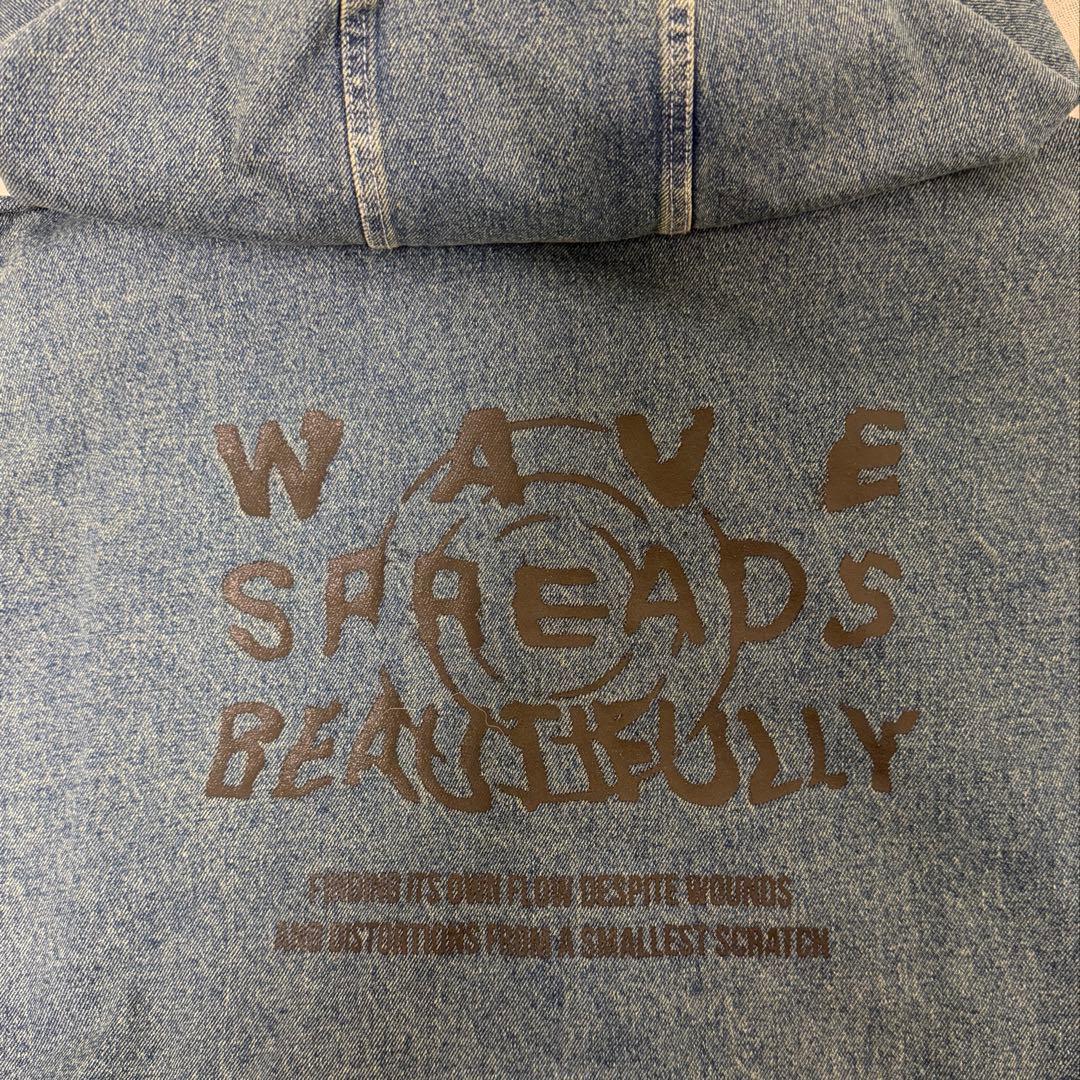 WAVE
SPREADS
BEAUTIFULLY
FINDING ITS OWN FLOW DESPITE WOUNDS
AND DISTORTIONS FROM A SMALLEST SCRATCH